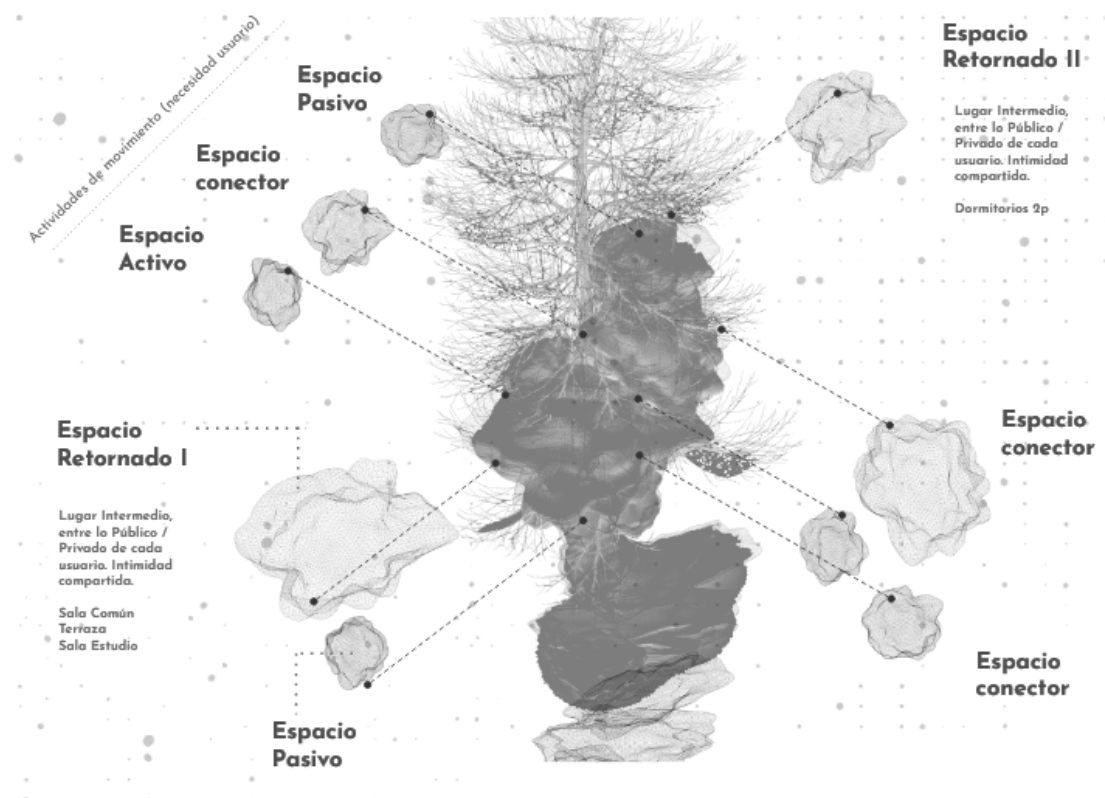 Actividades de movimiento (necesidad usuario)
Espacio
Pasivo
Espacio
conector
Espacio
Activo
Espacio
Retornado II
Lugar Intermedio,
entre lo Público /
Privado de cada
usuario. Intimidad
compartida.
Dormitorios 2p
Espacio
Retornado I
Lugar Intermedio,
entre lo Público /
Privado de cada
usuario. Intimidad
compartida.
Sala Común
Terraza
Sala Estudio
Espacio
conector
Espacio
conector
Espacio
Pasivo